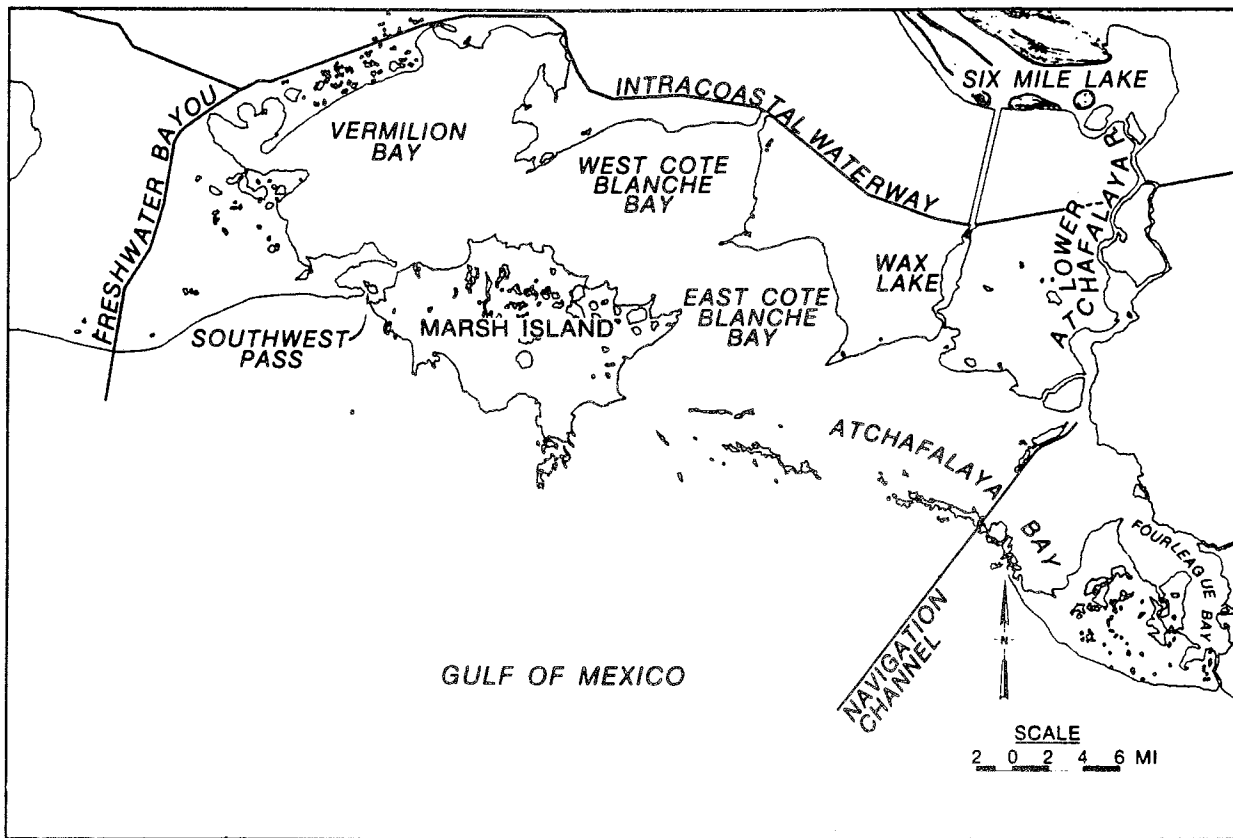 SIX MILE LAKE
INTRACOASTAL WATERWAY
FRESHWATER BAYOU
VERMILION
BAY
WEST COTE
BLANCHE
BAY
LOWER
ATCHAFALAYA R
WAX
LAKE
EAST COTE
BLANCHE
BAY
MARSH ISLAND
SOUTHWEST
PASS
ATCHAFALAYA
BAY
FOURLEAGUE BAY
N
NAVIGATION
CHANNEL
GULF OF MEXICO
SCALE
2 0 2 4 6 MI